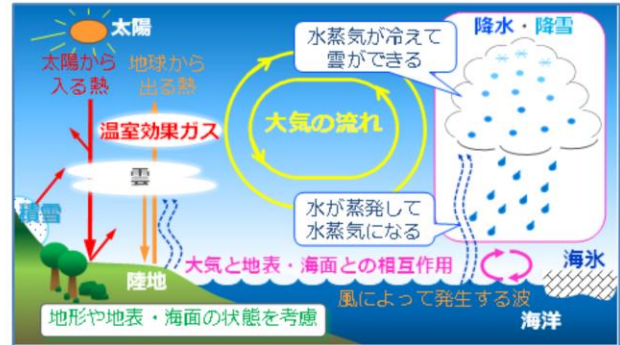 太陽
太陽から
入る熱
地球から
出る熱
温室効果ガス
雲
積雪
陸地
地形や地表・海面の状態を考慮
大気の流れ
水蒸気が冷えて
雲ができる
降水・降雪
水が蒸発して
水蒸気になる
大気と地表・海面との相互作用
風によって発生する波
海氷
海洋